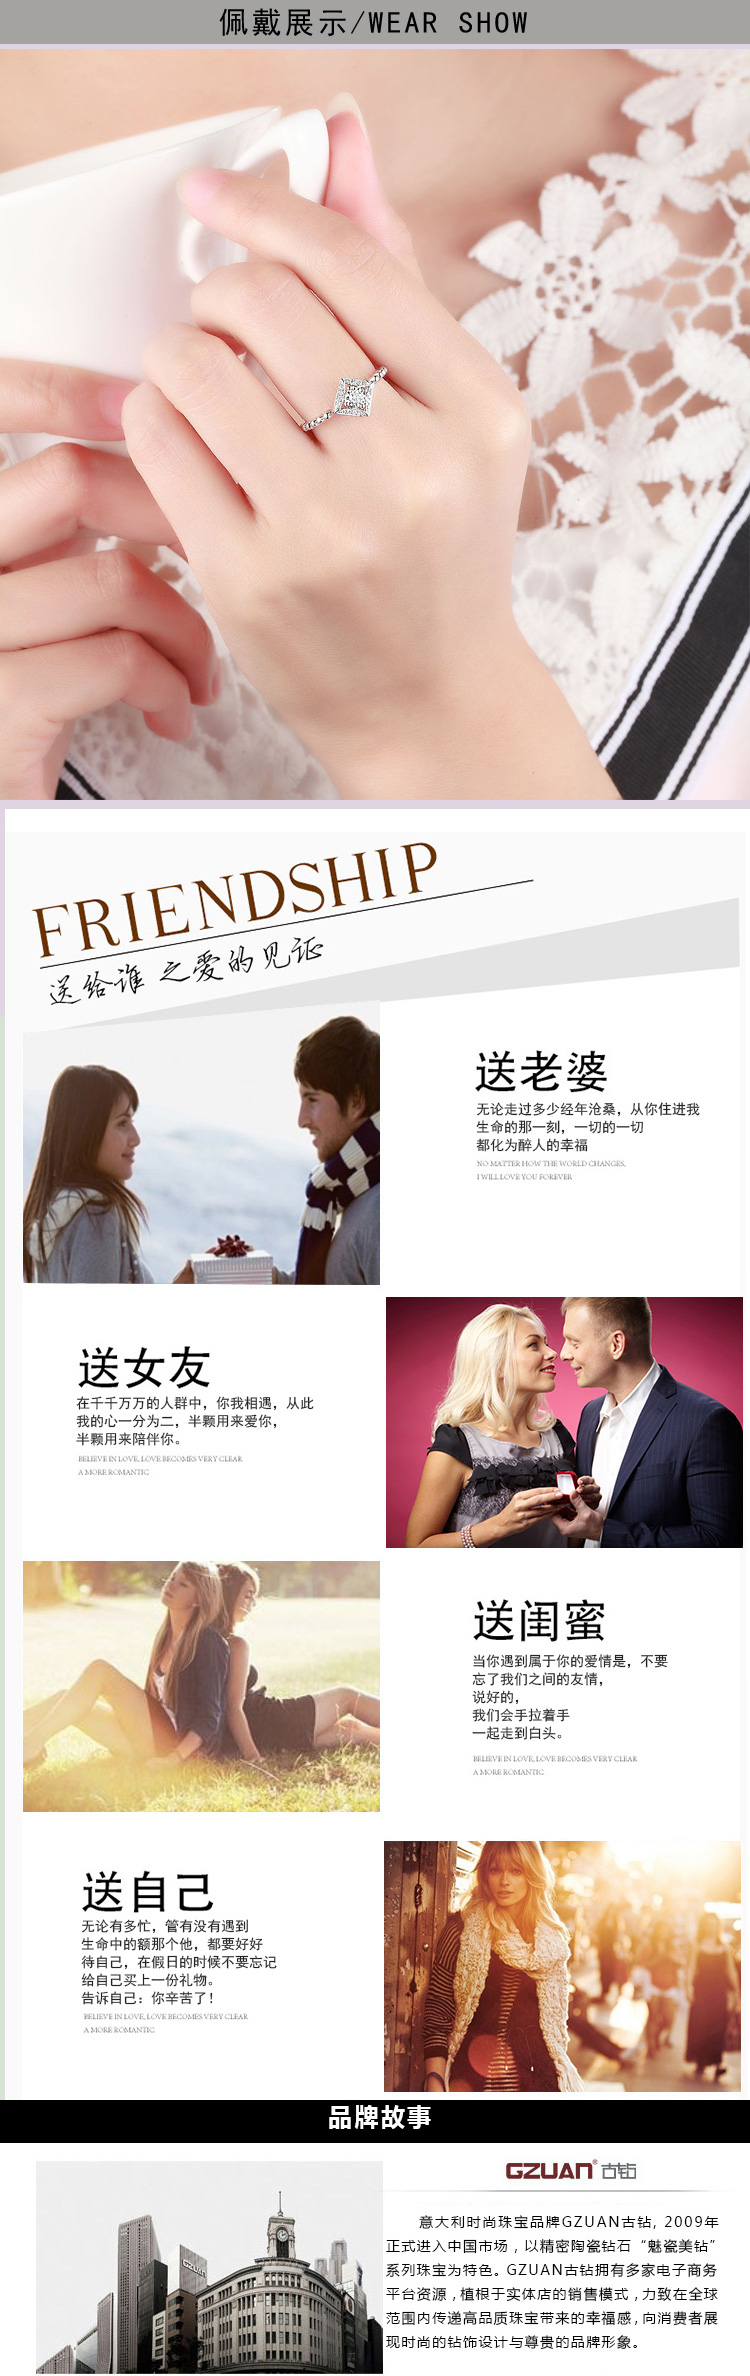 佩戴展示/WEAR SHOW
FRIENDSHIP
送给谁 之爱的见证
送老婆
无论走过多少经年沧桑，从你住进我
生命的那一刻，一切的一切
都化为醉人的幸福
NO MATTER HOW THE WORLD CHANGES,
I WILL LOVE YOU FOREVER
送女友
在千千万万的人群中，你我相遇，从此
我的心一分为二，半颗用来爱你，
半颗用来陪伴你。
BELIEVE IN LOVE, LOVE BECOMES VERY CLEAR
A MORE ROMANTIC
送闺蜜
当你遇到属于你的爱情是，不要
忘了我们之间的友情，
说好的，
我们会手拉着手
一起走到白头。
BELIEVE IN LOVE, LOVE BECOMES VERY CLEAR
A MORE ROMANTIC
送自己
无论有多忙，管有没有遇到
生命中的额那个他，都要好好
待自己，在假日的时候不要忘记
给自己买上一份礼物。
告诉自己：你辛苦了！
BELIEVE IN LOVE, LOVE BECOMES VERY CLEAR
A MORE ROMANTIC
品牌故事
GZUAN®古钻
意大利时尚珠宝品牌GZUAN古钻，2009年
正式进入中国市场，以精密陶瓷钻石“魅瓷美钻”
系列珠宝为特色。GZUAN古钻拥有多家电子商务
平台资源，植根于实体店的销售模式，力致在全球
范围内传递高品质珠宝带来的幸福感，向消费者展
现时尚的钻饰设计与尊贵的品牌形象。